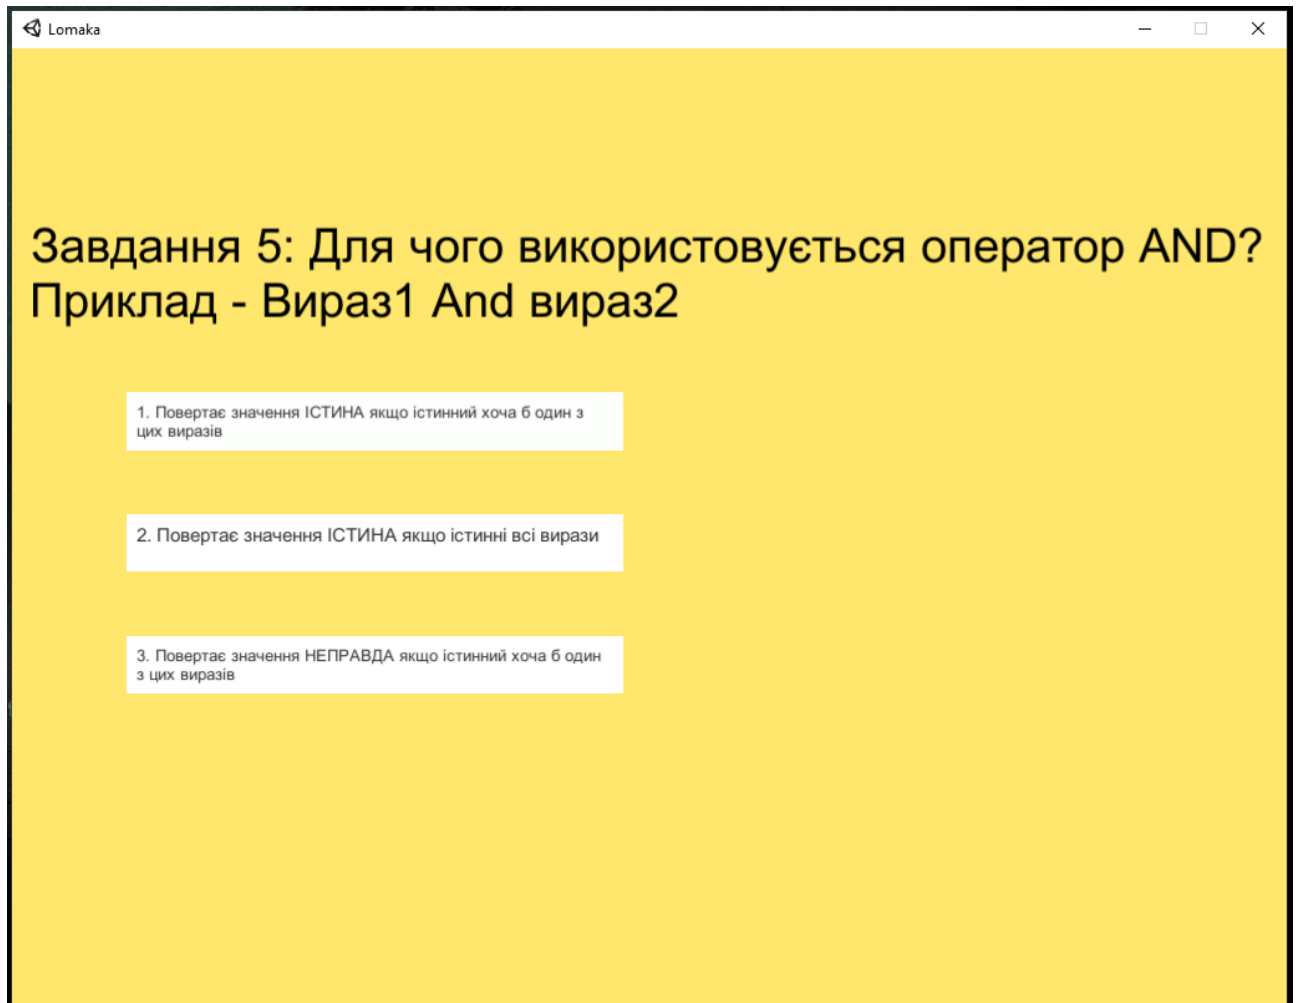 Lomaka
Завдання 5: Для чого використовується оператор AND?
Приклад - Вираз1 And вираз2
1. Повертає значення ІСТИНА якщо істинний хоча б один з
цих виразів
2. Повертає значення ІСТИНА якщо істинні всі вирази
3. Повертає значення НЕПРАВДА якщо істинний хоча б один
з цих виразів